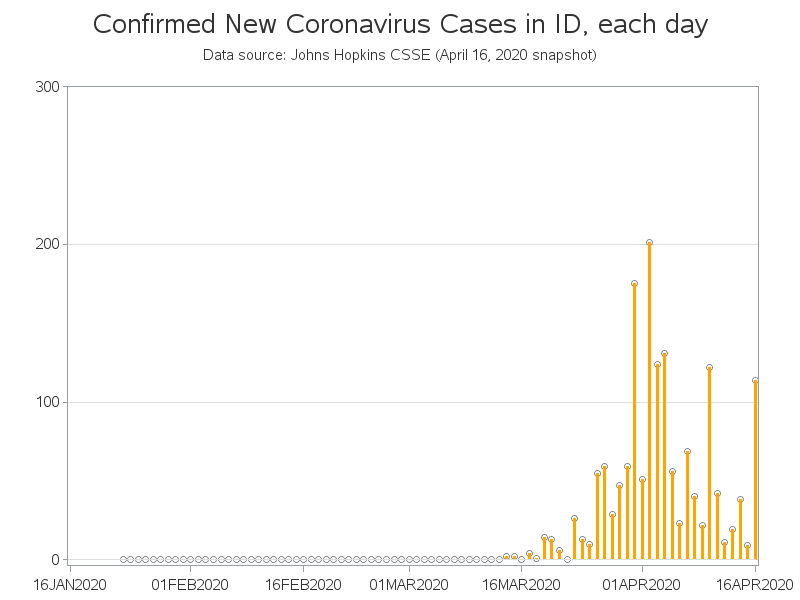 Confirmed New Coronavirus Cases in ID, each day
Data source: Johns Hopkins CSSE (April 16, 2020 snapshot)
300
200
100
0
16JAN2020 01FEB2020 16FEB2020 01MAR2020 16MAR2020 01APR2020 16APR2020